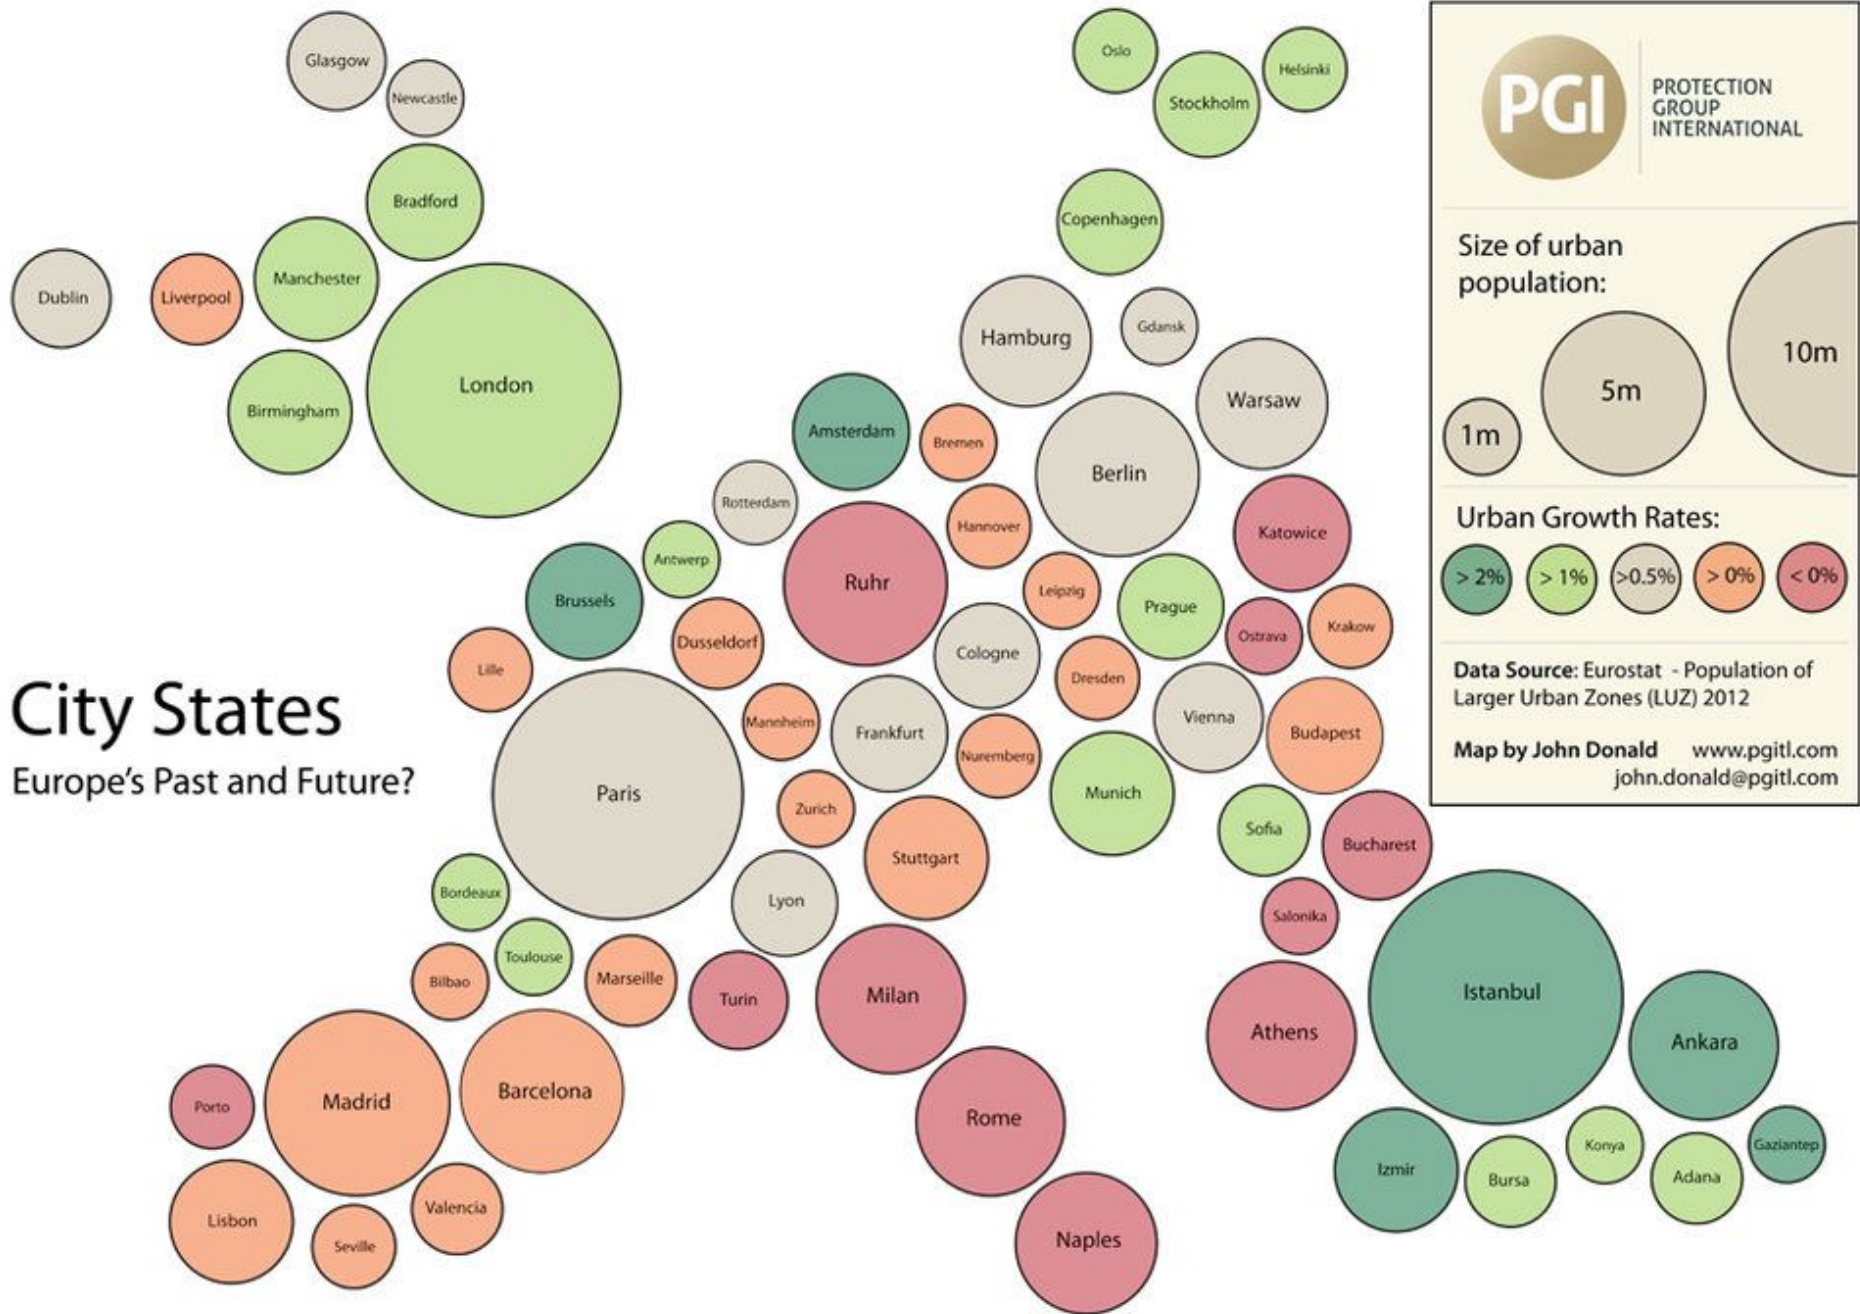 Glasgow
Newcastle
Bradford
Manchester
Dublin
Liverpool
London
Birmingham
Oslo
Helsinki
Stockholm
Copenhagen
Hamburg
Gdansk
Warsaw
Amsterdam
Bremen
Berlin
Rotterdam
Hannover
Katowice
Antwerp
Ruhr
Leipzig
Brussels
Prague
Dusseldorf
Cologne
Ostrava
Krakow
Lille
Dresden
Mannheim
Frankfurt
Nuremberg
Vienna
Budapest
Paris
Zurich
Munich
Stuttgart
Sofia
Bucharest
Bordeaux
Lyon
Salonika
Toulouse
Bilbao
Marseille
Turin
Milan
Istanbul
Athens
Ankara
Porto
Madrid
Barcelona
Rome
Lisbon
Seville
Valencia
Naples
Izmir
Bursa
Konya
Adana
Gaziantep
City States
Europe's Past and Future?
PGI
PROTECTION
GROUP
INTERNATIONAL
Size of urban
population:
1m
5m
10m
Urban Growth Rates:
> 2% > 1% >0.5% > 0% < 0%
Data Source: Eurostat - Population of
Larger Urban Zones (LUZ) 2012
Map by John Donald www.pgitl.com
john.donald@pgitl.com